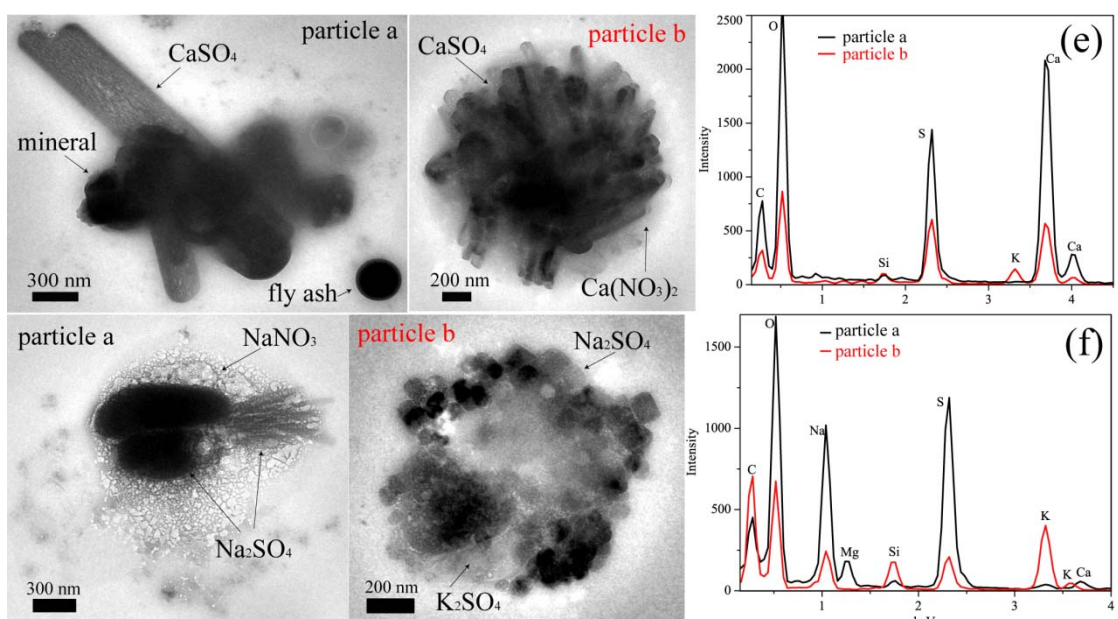 particle a
CaSO4
mineral
fly ash
300 nm
particle b
CaSO4
Ca(NO3)2
200 nm
(e)
particle a
particle b
2500
2000
1500
1000
500
0
Intensity
C
O
Si
S
K
Ca
Ca
1
2
3
4
particle a
NaNO3
Na2SO4
300 nm
particle b
Na2SO4
K2SO4
200 nm
(f)
particle a
particle b
1500
1000
500
0
Intensity
C
O
Na
Mg
Si
S
K
K
Ca
1
2
3
4